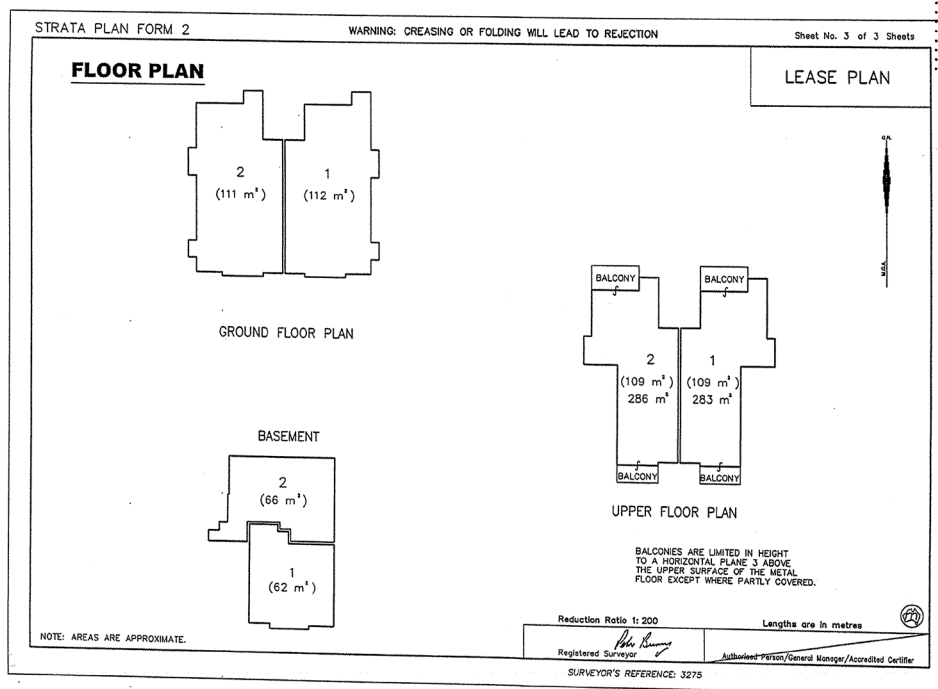 STRATA PLAN FORM 2
WARNING: CREASING OR FOLDING WILL LEAD TO REJECTION
Sheet No. 3 of 3 Sheets
FLOOR PLAN
LEASE PLAN
2
(111 m²)
1
(112 m²)
GROUND FLOOR PLAN
M.G.A.
BALCONY
BALCONY
2
(109 m²)
286 m²
1
(109 m²)
283 m²
BALCONY
BALCONY
UPPER FLOOR PLAN
BASEMENT
2
(66 m²)
1
(62 m²)
BALCONIES ARE LIMITED IN HEIGHT
TO A HORIZONTAL PLANE 3 ABOVE
THE UPPER SURFACE OF THE METAL
FLOOR EXCEPT WHERE PARTLY COVERED.
NOTE: AREAS ARE APPROXIMATE.
Reduction Ratio 1: 200
Lengths are in metres
Registered Surveyor
Authorised Person/General Manager/Accredited Certifier
SURVEYOR'S REFERENCE: 3275